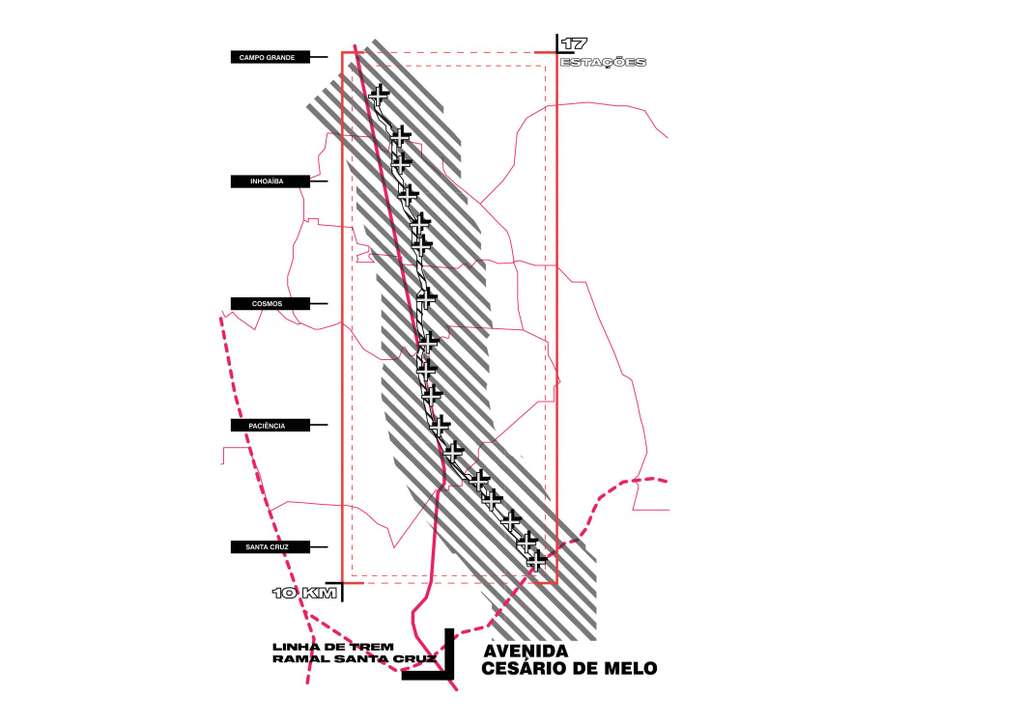 17
ESTAÇÕES
CAMPO GRANDE
INHOAÍBA
COSMOS
PACIÊNCIA
SANTA CRUZ
10 KM
LINHA DE TREM
RAMAL SANTA CRUZ
AVENIDA
CESÁRIO DE MELO